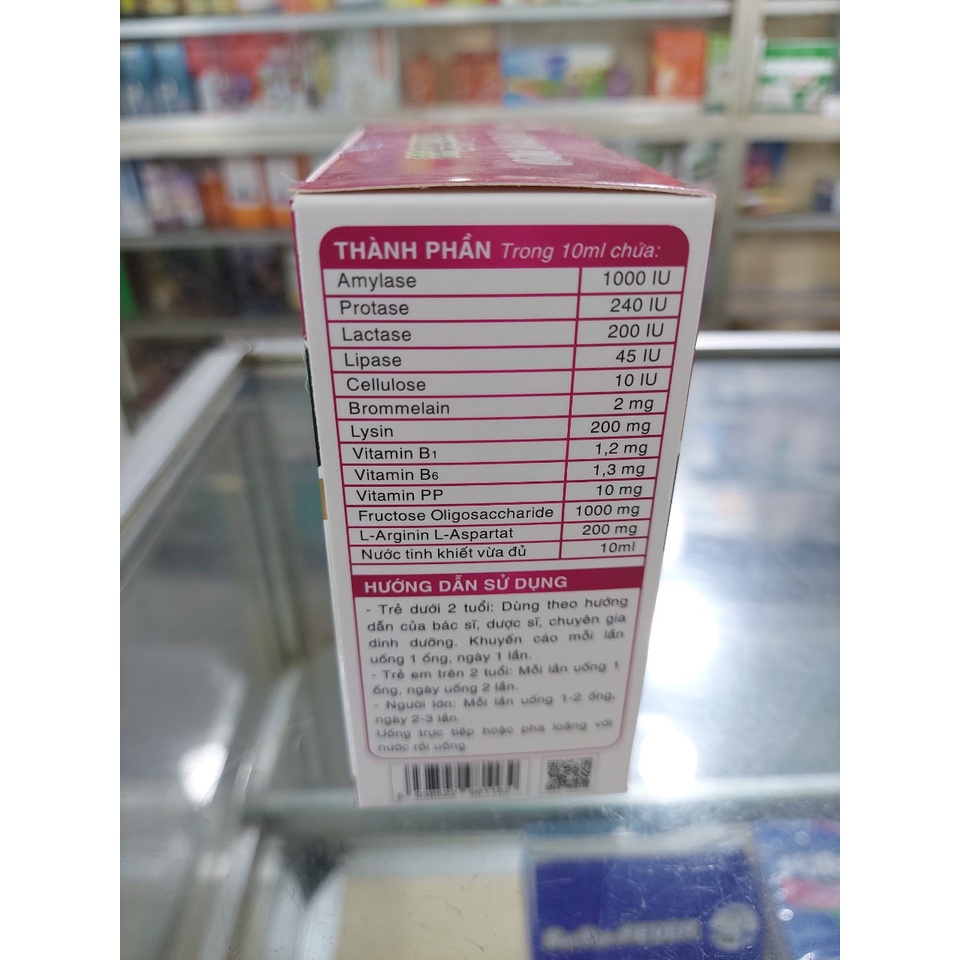 THÀNH PHẦN Trong 10ml chứa:
Amylase 1000 IU
Protase 240 IU
Lactase 200 IU
Lipase 45 IU
Cellulose 10 IU
Brommelain 2 mg
Lysin 200 mg
Vitamin B1 1,2 mg
Vitamin B6 1,3 mg
Vitamin PP 10 mg
Fructose Oligosaccharide 1000 mg
L-Arginin L-Aspartat 200 mg
Nước tinh khiết vừa đủ 10ml
HƯỚNG DẪN SỬ DỤNG
- Trẻ dưới 2 tuổi: Dùng theo hướng
dẫn của bác sĩ, dược sĩ, chuyên gia
dinh dưỡng. Khuyến cáo mỗi lần
uống 1 ống, ngày 1 lần.
- Trẻ em trên 2 tuổi: Mỗi lần uống 1
ống, ngày uống 2 lần.
- Người lớn: Mỗi lần uống 1-2 ống,
ngày 2-3 lần.
Uống trực tiếp hoặc pha loãng với
nước rồi uống.